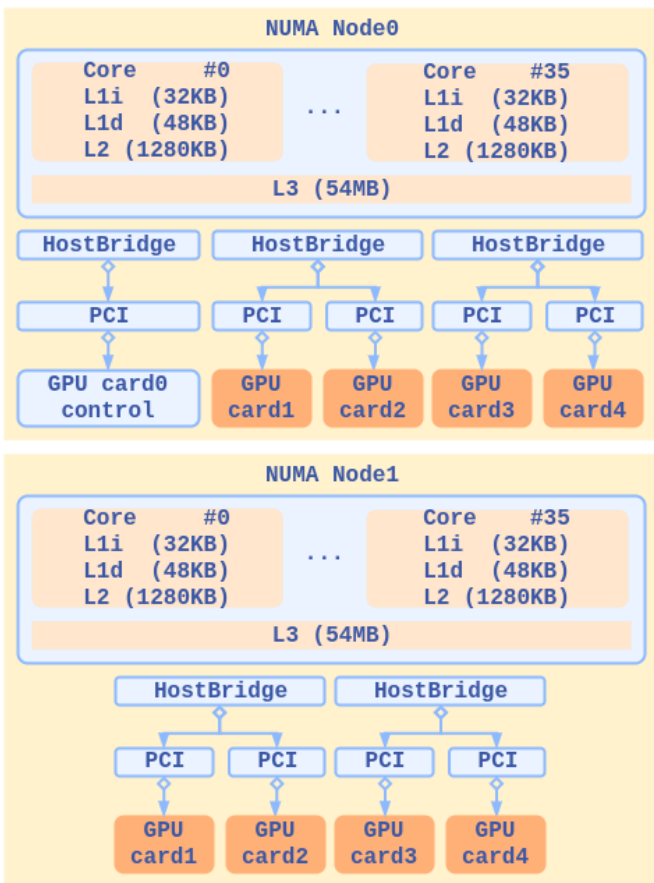 NUMA Node0
Core #0
L1i (32KB)
L1d (48KB)
L2 (1280KB)
...
Core #35
L1i (32KB)
L1d (48KB)
L2 (1280KB)
L3 (54MB)
HostBridge
HostBridge
HostBridge
PCI
PCI
PCI
PCI
PCI
GPU card0
control
GPU
card1
GPU
card2
GPU
card3
GPU
card4
NUMA Node1
Core #0
L1i (32KB)
L1d (48KB)
L2 (1280KB)
...
Core #35
L1i (32KB)
L1d (48KB)
L2 (1280KB)
L3 (54MB)
HostBridge
HostBridge
PCI
PCI
PCI
PCI
GPU
card1
GPU
card2
GPU
card3
GPU
card4